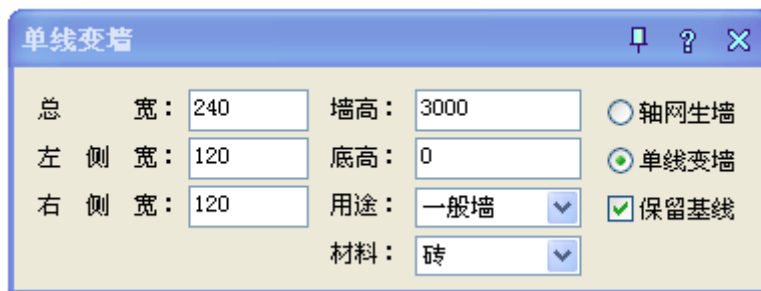 单线变墙
总 宽： 240 墙高： 3000 轴网生墙
左 侧 宽： 120 底高： 0 单线变墙
右 侧 宽： 120 用途： 一般墙 保留基线
材料： 砖